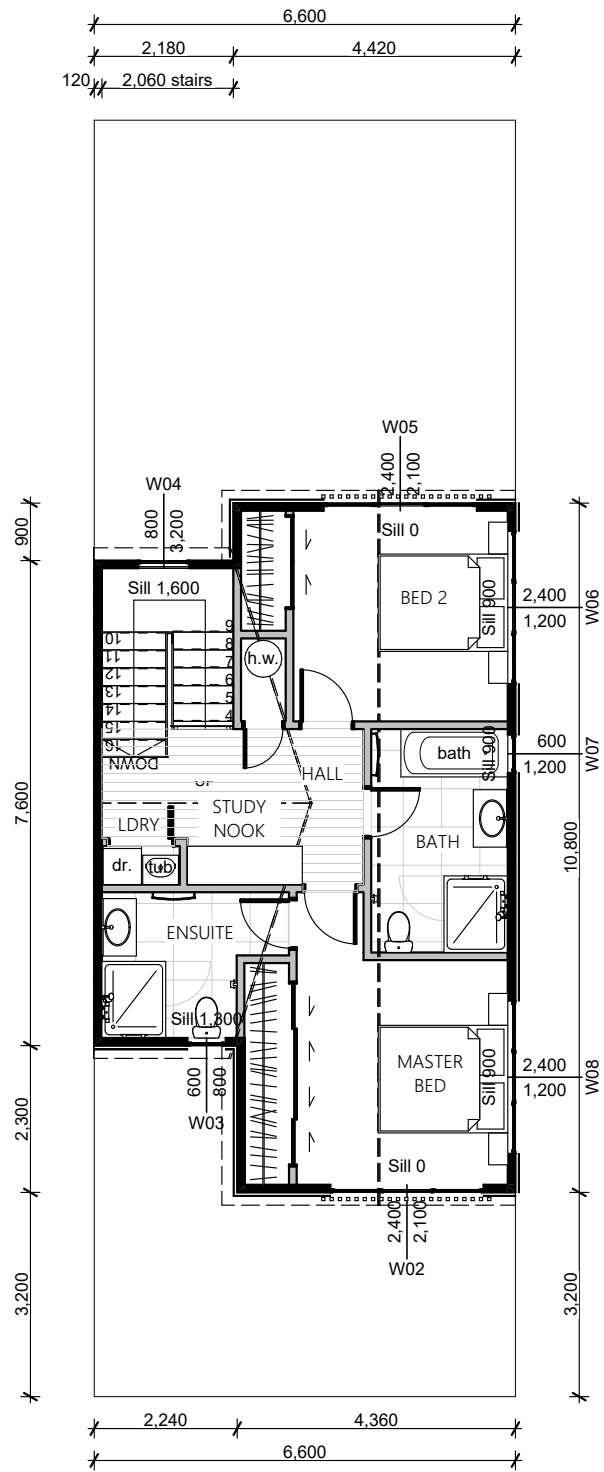 6,600
2,180 4,420
120 2,060 stairs
W05
2,400
2,100
W04
800
3,200
900
Sill 0
Sill 1,600
BED 2
Sill 900
2,400
1,200
W06
h.w.
9
8
7
6
5
4
10
11
12
13
14
15
16
DOWN
UP
bath
Sill 900
600
1,200
W07
HALL
7,600
LDRY
STUDY
NOOK
BATH
10,800
dr.
tub
ENSUITE
Sill 1,300
MASTER
BED
Sill 900
2,400
1,200
W08
600
800
W03
2,300
Sill 0
2,400
2,100
W02
3,200
3,200
2,240 4,360
6,600